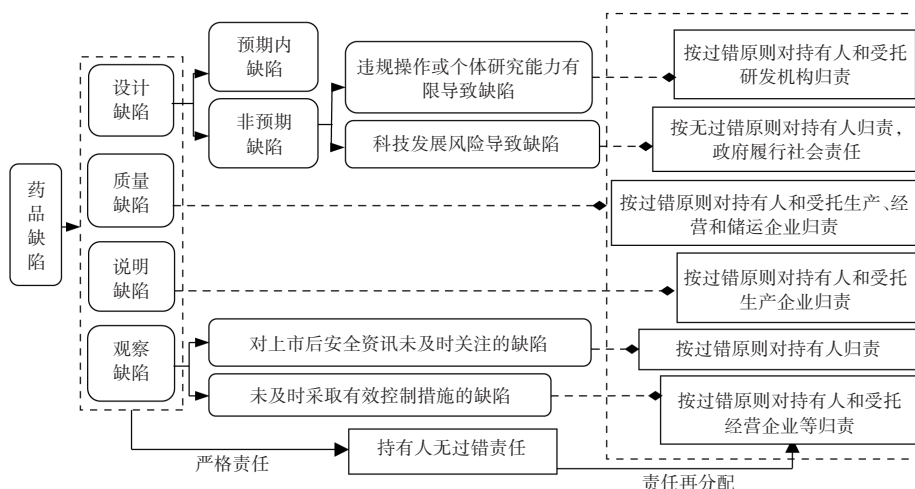 预期内
缺陷
设计
缺陷
非预期
缺陷
违规操作或个体研究能力有
限导致缺陷
科技发展风险导致缺陷
按过错原则对持有人和受托
研发机构归责
按无过错原则对持有人归责，
政府履行社会责任
药
品
缺
陷
质量
缺陷
按过错原则对持有人和受托生产、经
营和储运企业归责
说明
缺陷
按过错原则对持有人和受托
生产企业归责
观察
缺陷
对上市后安全资讯未及时关注的缺陷
按过错原则对持有人归责
未及时采取有效控制措施的缺陷
按过错原则对持有人和受托
经营企业等归责
严格责任
持有人无过错责任
责任再分配